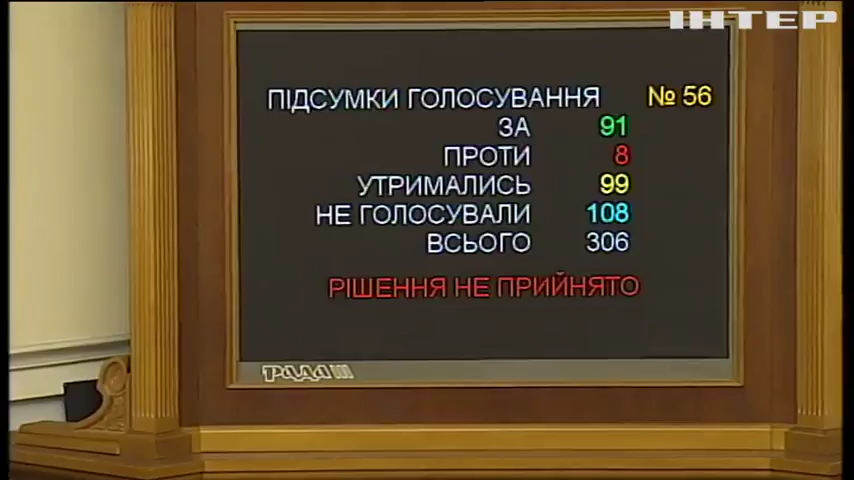 ІНТЕР
ПІДСУМКИ ГОЛОСУВАННЯ № 56
ЗА 91
ПРОТИ 8
УТРИМАЛИСЬ 99
НЕ ГОЛОСУВАЛИ 108
ВСЬОГО 306
РІШЕННЯ НЕ ПРИЙНЯТО
РАДА